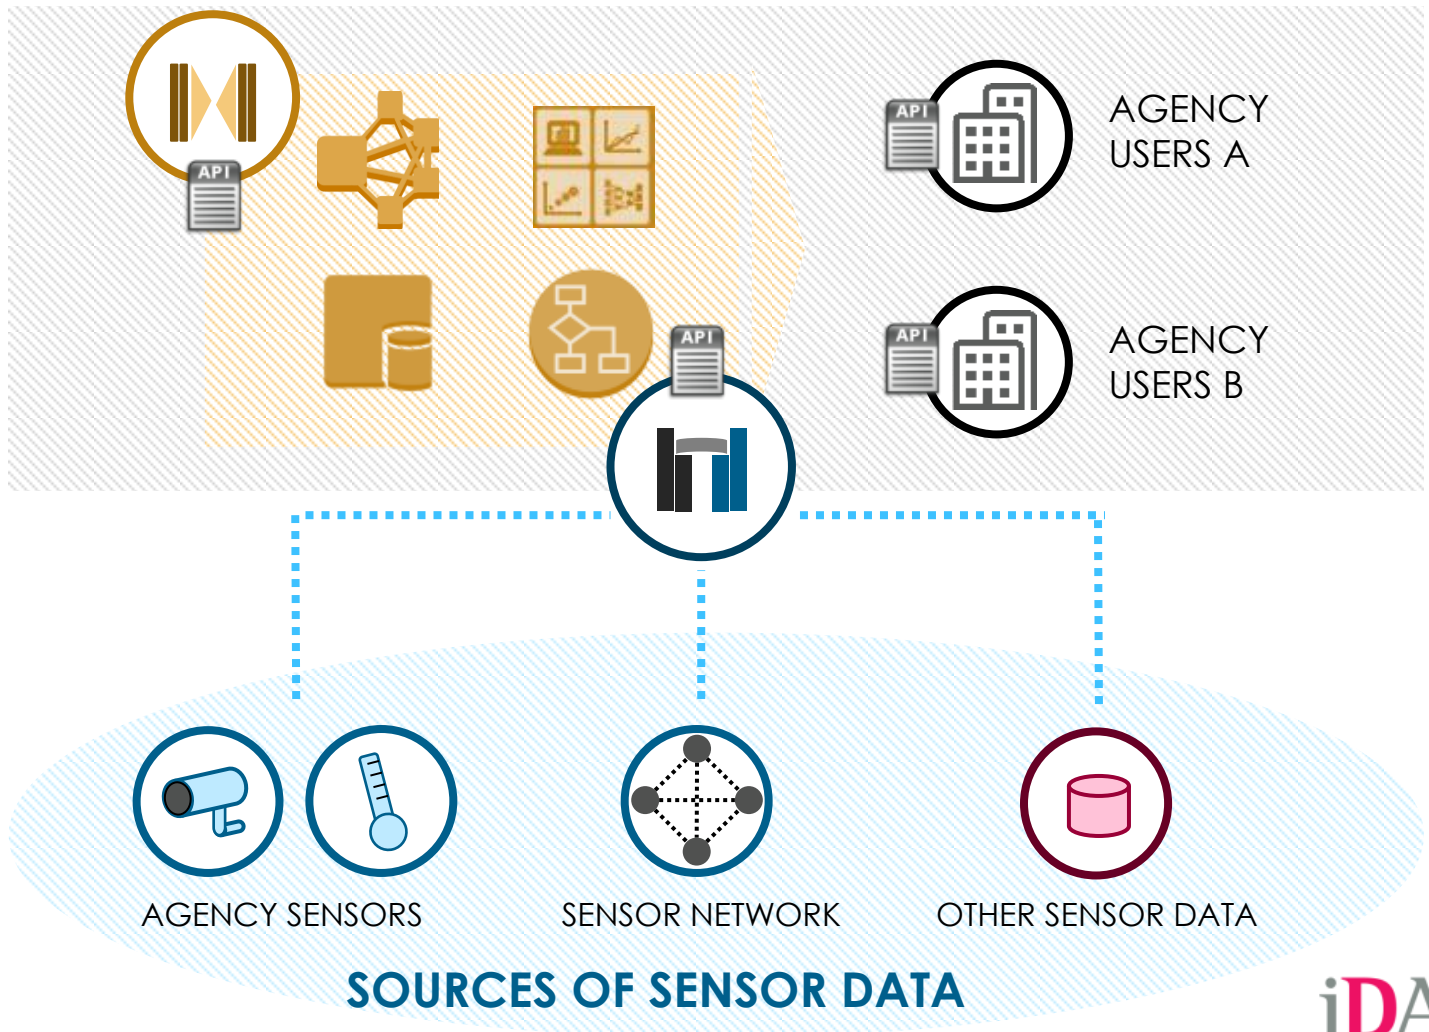 API
API
AGENCY
USERS A
API
API
AGENCY
USERS B
AGENCY SENSORS
SENSOR NETWORK
OTHER SENSOR DATA
SOURCES OF SENSOR DATA
iDA